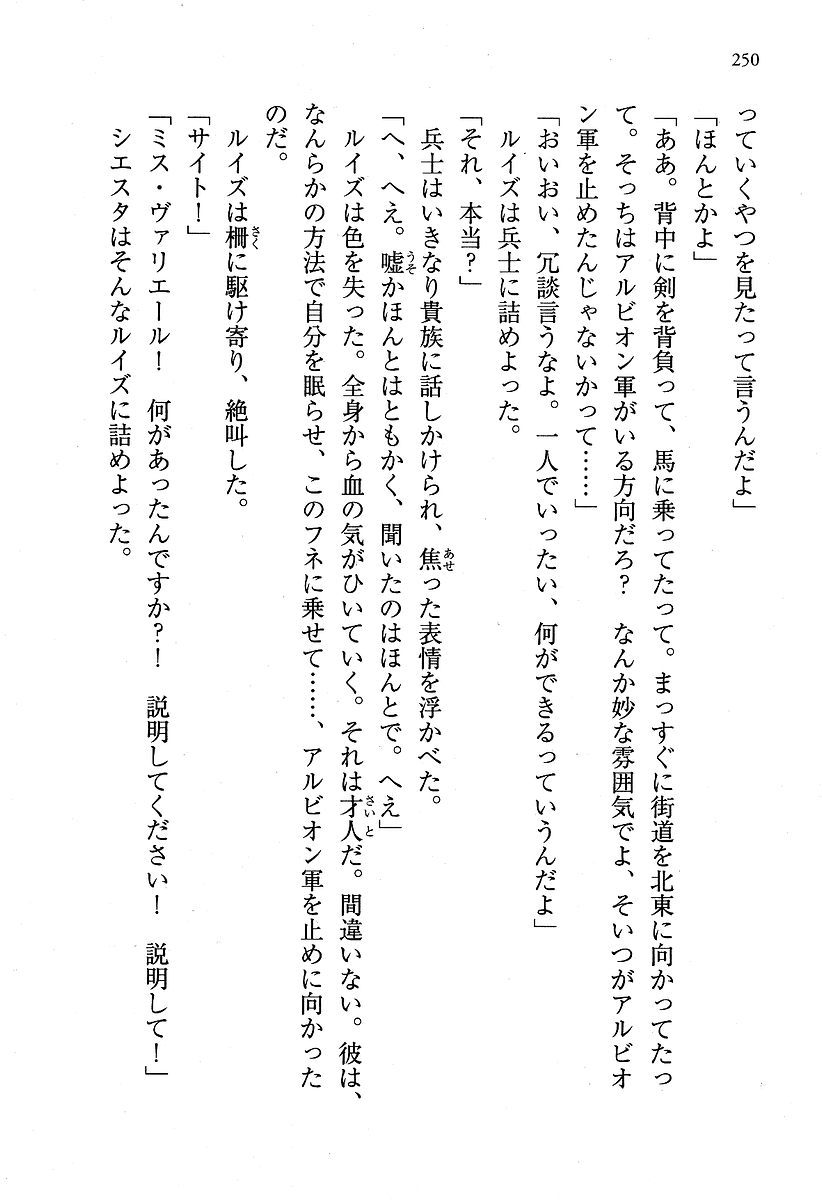 250
っていくやつを見たって言うんだよ」
「ほんとかよ」
「ああ。背中に剣を背負って、馬に乗ってたって。まっすぐに街道を北東に向かってたっ
て。そっちはアルビオン軍がいる方向だろ？　なんか妙な雰囲気でよ、そいつがアルビオ
ン軍を止めたんじゃないかって……」
「おいおい、冗談言うなよ。一人でいったい、何ができるっていうんだよ」
ルイズは兵士に詰めよった。
「それ、本当？」
兵士はいきなり貴族に話しかけられ、焦った表情を浮かべた。
「へ、へえ。嘘かほんとはともかく、聞いたのはほんとで。へえ」
ルイズは色を失った。全身から血の気がひいていく。それは才人だ。間違いない。彼は、
なんらかの方法で自分を眠らせ、このフネに乗せて……、アルビオン軍を止めに向かった
のだ。
ルイズは柵に駆け寄り、絶叫した。
「サイト！」
「ミス・ヴァリエール！　何があったんですか？！　説明してください！　説明して！」
シエスタはそんなルイズに詰めよった。